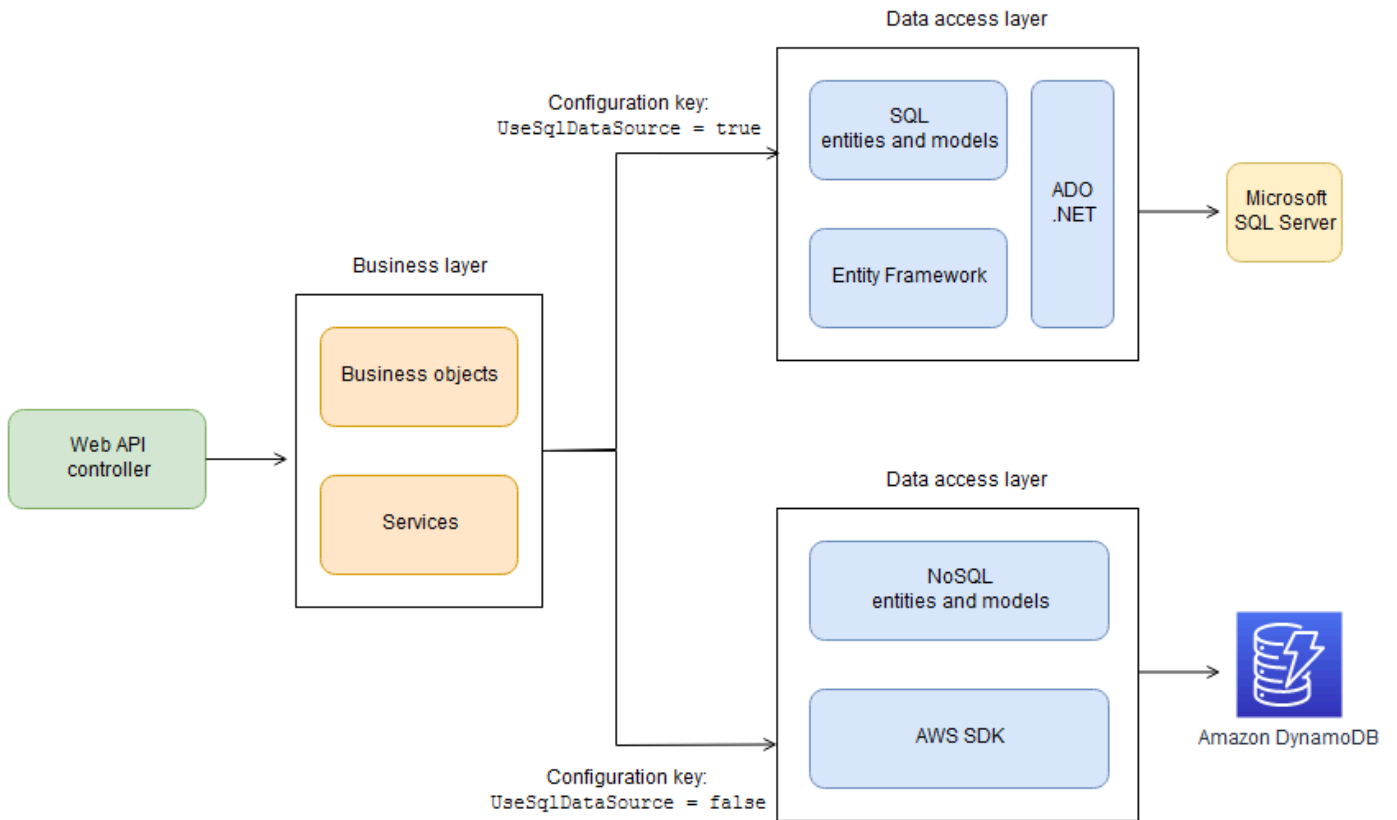 Data access layer
Configuration key:
UseSqlDataSource = true
SQL
entities and models
ADO
.NET
Entity Framework
Microsoft
SQL Server
Business layer
Business objects
Services
Web API
controller
Data access layer
NoSQL
entities and models
AWS SDK
Amazon DynamoDB
Configuration key:
UseSqlDataSource = false